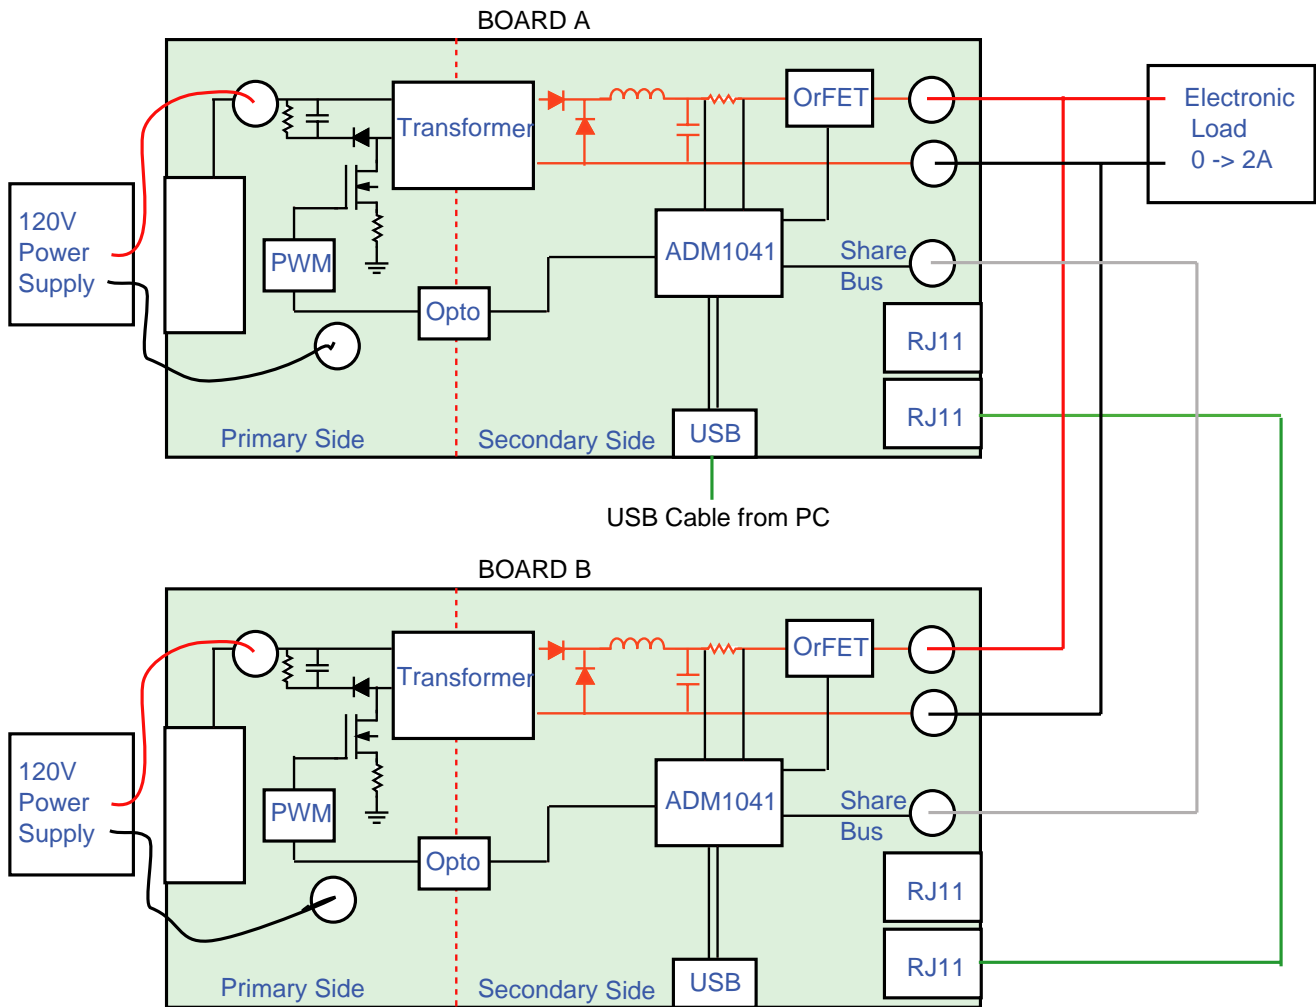 BOARD A
OrFET
Electronic
Load
0 -> 2A
Transformer
120V
Power
Supply
PWM
ADM1041
Share
Bus
Opto
RJ11
RJ11
Primary Side
Secondary Side
USB
USB Cable from PC
BOARD B
OrFET
Transformer
120V
Power
Supply
PWM
ADM1041
Share
Bus
Opto
RJ11
RJ11
Primary Side
Secondary Side
USB